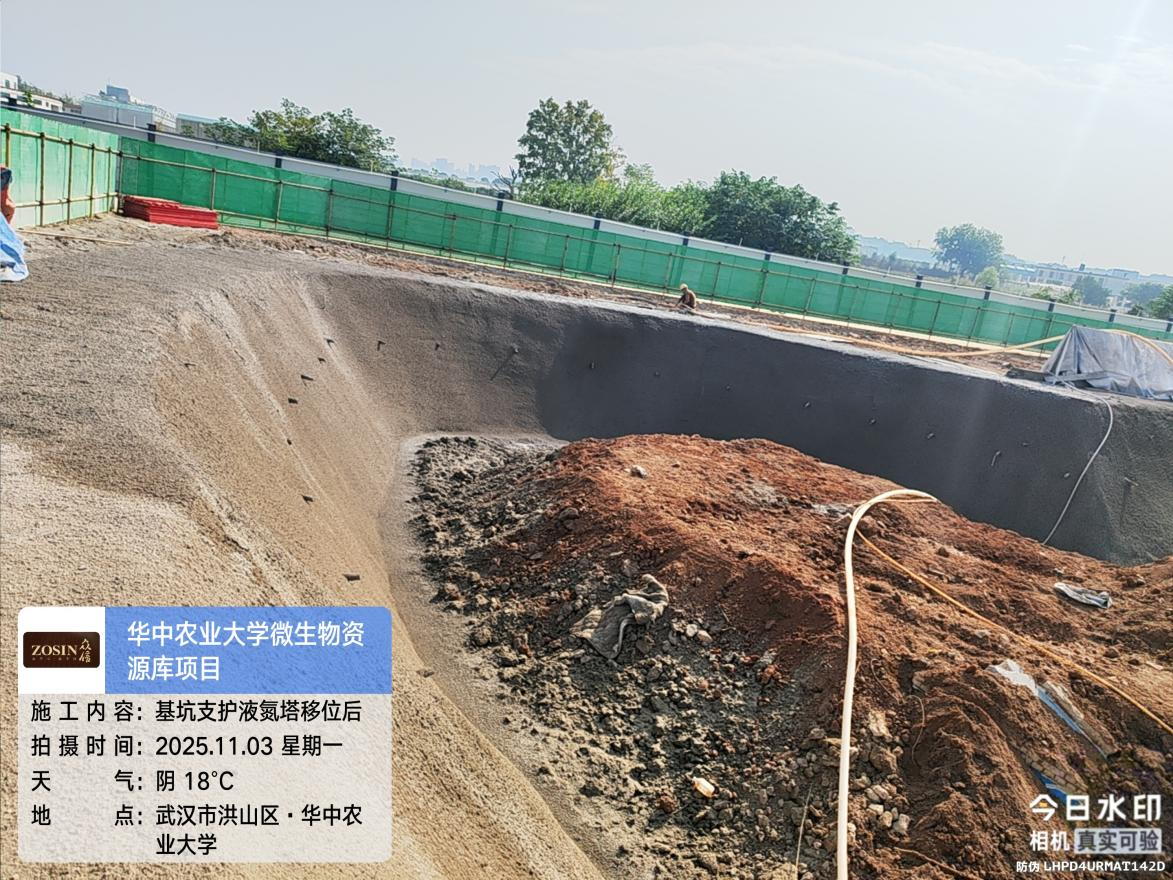 ZOSIN众信
华中农业大学微生物资
源库项目
施工内容：基坑支护液氮塔移位后
拍摄时间：2025.11.03 星期一
天气：阴 18℃
地点：武汉市洪山区·华中农
业大学
今日水印
相机 真实可验
防伪 LHPD4URMAT142D